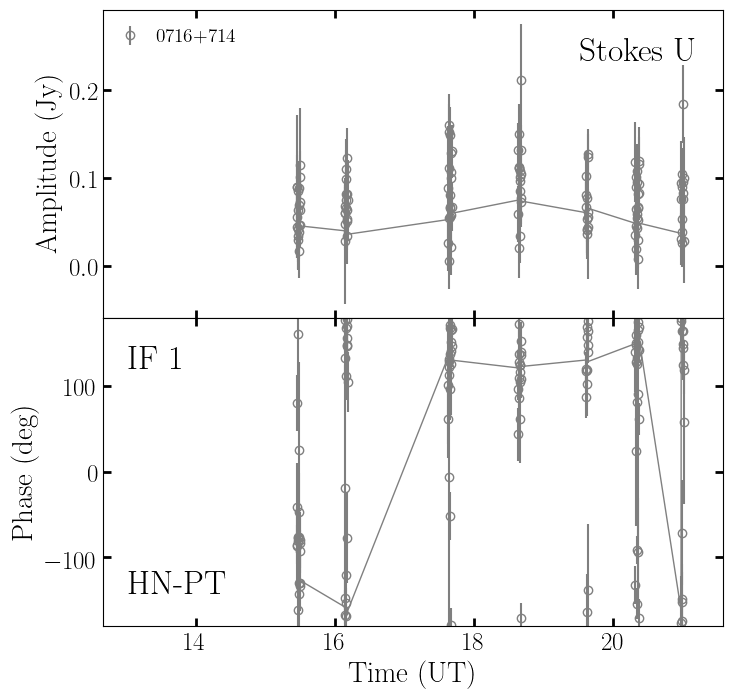 0716+714
Stokes U
Amplitude (Jy)
0.2
0.1
0.0
IF 1
Phase (deg)
100
0
−100
HN-PT
14 16 18 20
Time (UT)